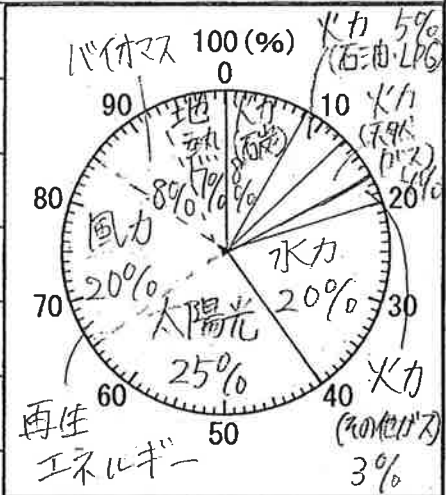 バイオマス
100(%)
0
10
20
30
40
50
60
70
80
90
火力 5%
(石油・LPG)
火力
(天然
ガス)
4%
火力
(石炭)
8%
地熱
7%
8%
風力
20%
太陽光
25%
水力
20%
火力
(その他ガス)
3%
再生
エネルギー